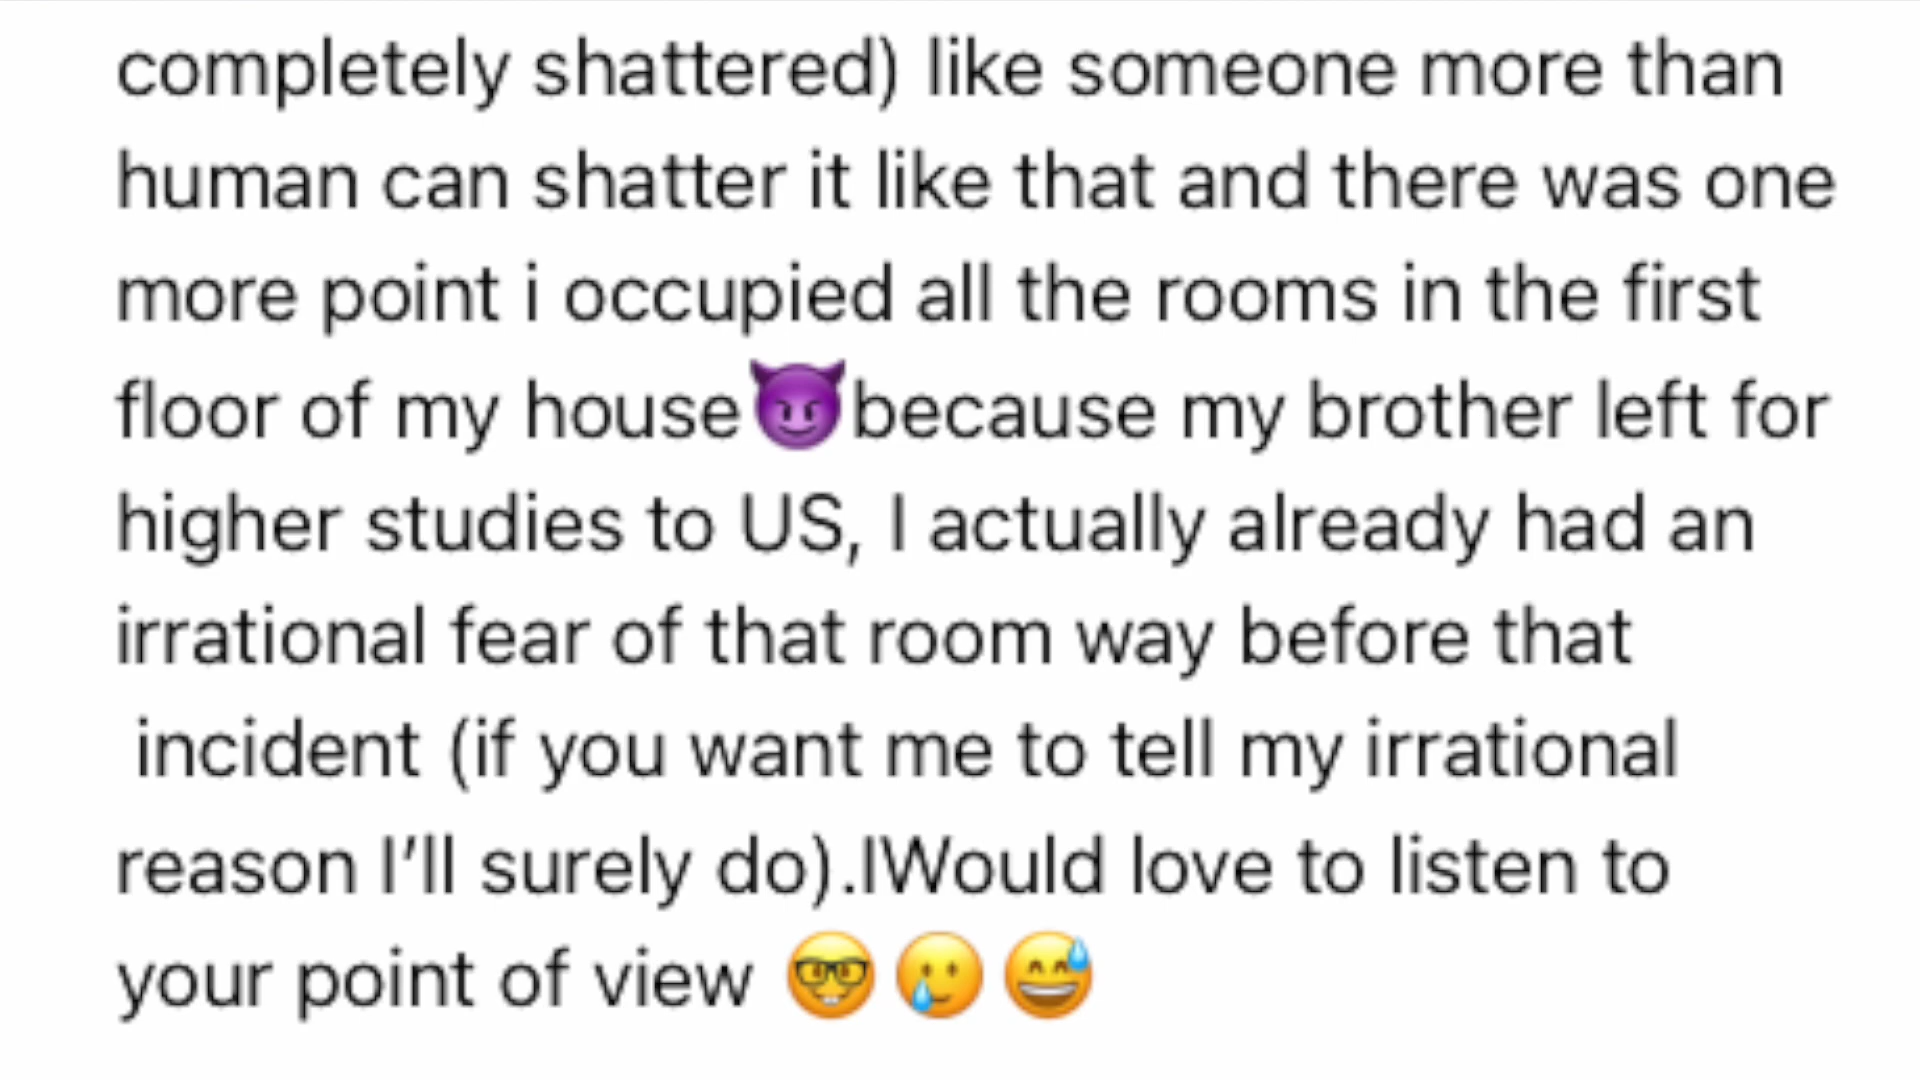 completely shattered) like someone more than
human can shatter it like that and there was one
more point i occupied all the rooms in the first
floor of my house😈because my brother left for
higher studies to US, I actually already had an
irrational fear of that room way before that
incident (if you want me to tell my irrational
reason I’ll surely do).IWould love to listen to
your point of view 🤓 🥲 😅